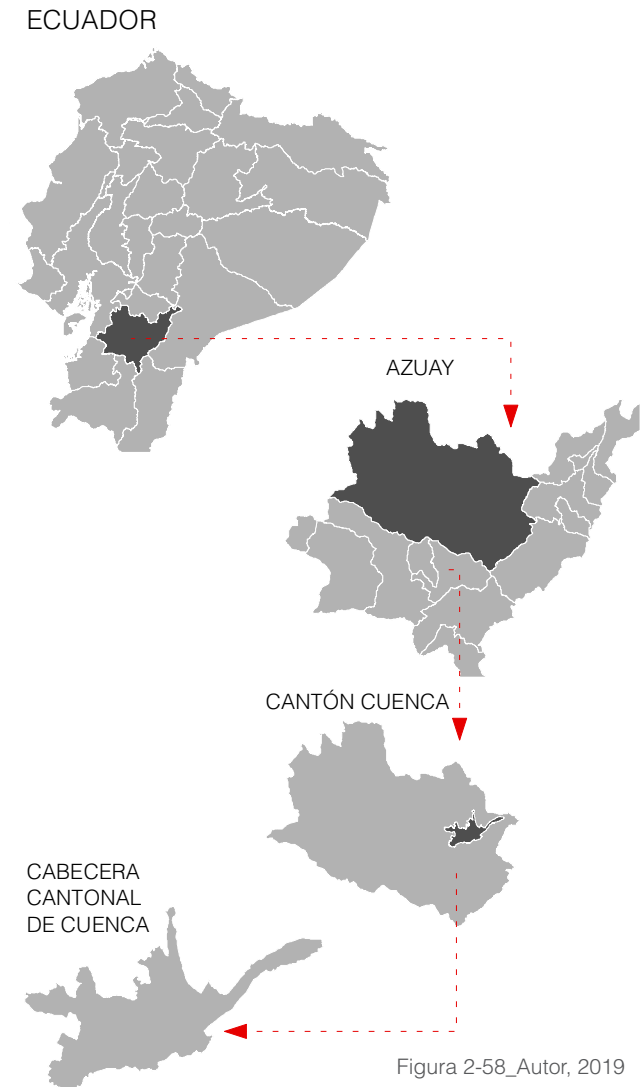 ECUADOR
AZUAY
CANTÓN CUENCA
CABECERA
CANTONAL
DE CUENCA
Figura 2-58_Autor, 2019